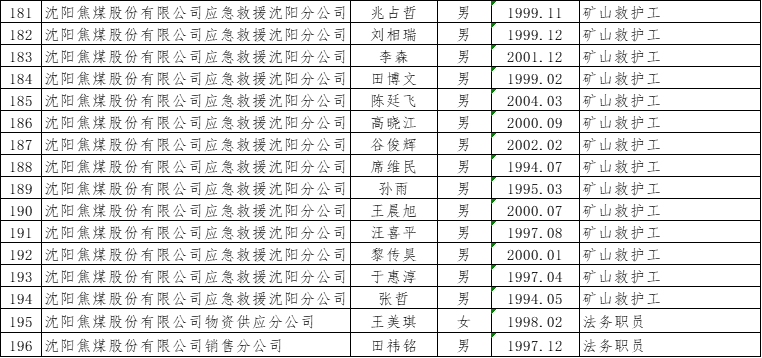 181 沈阳焦煤股份有限公司应急救援沈阳分公司 兆占哲 男 1999.11 矿山救护工
182 沈阳焦煤股份有限公司应急救援沈阳分公司 刘相瑞 男 1999.12 矿山救护工
183 沈阳焦煤股份有限公司应急救援沈阳分公司 李森 男 2001.12 矿山救护工
184 沈阳焦煤股份有限公司应急救援沈阳分公司 田博文 男 1999.02 矿山救护工
185 沈阳焦煤股份有限公司应急救援沈阳分公司 陈廷飞 男 2004.03 矿山救护工
186 沈阳焦煤股份有限公司应急救援沈阳分公司 高晓江 男 2000.09 矿山救护工
187 沈阳焦煤股份有限公司应急救援沈阳分公司 谷俊辉 男 2002.02 矿山救护工
188 沈阳焦煤股份有限公司应急救援沈阳分公司 席维民 男 1994.07 矿山救护工
189 沈阳焦煤股份有限公司应急救援沈阳分公司 孙雨 男 1995.03 矿山救护工
190 沈阳焦煤股份有限公司应急救援沈阳分公司 王晨旭 男 2000.07 矿山救护工
191 沈阳焦煤股份有限公司应急救援沈阳分公司 汪喜平 男 1997.08 矿山救护工
192 沈阳焦煤股份有限公司应急救援沈阳分公司 黎传昊 男 2000.01 矿山救护工
193 沈阳焦煤股份有限公司应急救援沈阳分公司 于惠淳 男 1997.04 矿山救护工
194 沈阳焦煤股份有限公司应急救援沈阳分公司 张哲 男 1994.05 矿山救护工
195 沈阳焦煤股份有限公司物资供应分公司 王美琪 女 1998.02 法务职员
196 沈阳焦煤股份有限公司销售分公司 田祎铭 男 1997.12 法务职员